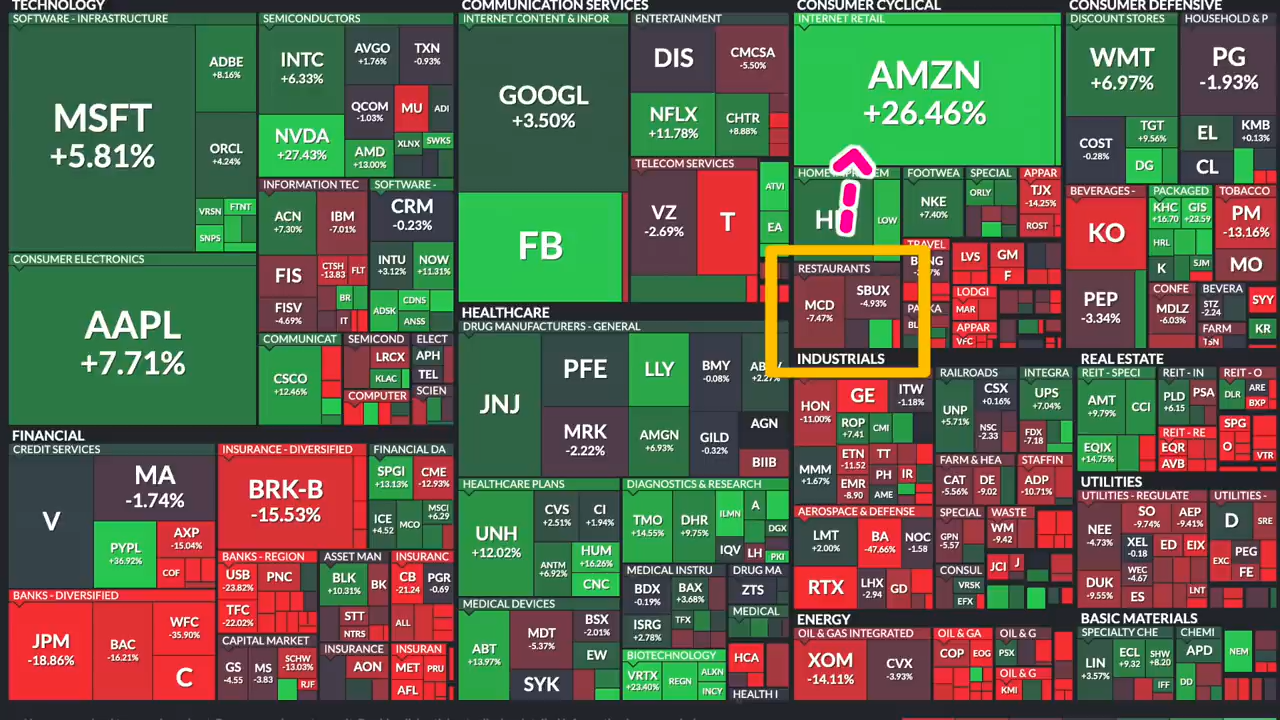 TECHNOLOGY
SOFTWARE - INFRASTRUCTURE
MSFT
+5.81%
ADBE
+8.16%
ORCL
+4.24%
VRSN
FTNT
SNPS
SEMICONDUCTORS
INTC
+6.33%
AVGO
+1.76%
TXN
-0.93%
QCOM
-1.03%
MU
ADI
NVDA
+27.43%
AMD
+13.00%
XLNX
SWKS
CONSUMER ELECTRONICS
AAPL
+7.71%
INFORMATION TEC
ACN
+7.30%
IBM
-7.01%
FIS
CTSH
-13.83
FLT
FISV
-4.69%
BR
IT
SOFTWARE -
CRM
-0.23%
INTU
+3.12%
NOW
+11.31%
ADSK
CDNS
ANSS
COMMUNICAT
CSCO
+12.46%
SEMICOND
LRCX
KLAC
COMPUTER
ELECT
APH
TEL
SCIEN
COMMUNICATION SERVICES
INTERNET CONTENT & INFOR
GOOGL
+3.50%
FB
ENTERTAINMENT
DIS
CMCSA
-5.50%
NFLX
+11.78%
CHTR
+8.88%
TELECOM SERVICES
VZ
-2.69%
T
ATVI
EA
CONSUMER CYCLICAL
INTERNET RETAIL
AMZN
+26.46%
LOW
FOOTWEA
NKE
+7.40%
SPECIAL
ORLY
APPAR
TJX
-14.25%
ROST
RESTAURANTS
MCD
-7.47%
SBUX
-4.93%
TRAVEL
LVS
GM
F
LODGI
MAR
APPAR
VFC
CONSUMER DEFENSIVE
DISCOUNT STORES
WMT
+6.97%
COST
-0.28%
TGT
+9.56%
DG
HOUSEHOLD & P
PG
-1.93%
EL
KMB
+0.13%
CL
BEVERAGES -
KO
PEP
-3.34%
PACKAGED
KHC
+16.70
GIS
+23.59
HRL
K
SJM
TOBACCO
PM
-13.16%
MO
CONFE
MDLZ
-6.03%
BEVERA
STZ
-2.24
FARM
TSN
SYY
KR
HEALTHCARE
DRUG MANUFACTURERS - GENERAL
JNJ
PFE
LLY
BMY
-0.08%
+2.27%
MRK
-2.22%
AMGN
+6.93%
GILD
-0.32%
AGN
BIIB
HEALTHCARE PLANS
UNH
+12.02%
CVS
+2.51%
CI
+1.94%
ANTM
+6.92%
HUM
+16.26%
CNC
DIAGNOSTICS & RESEARCH
TMO
+14.55%
DHR
+9.75%
ILMN
A
DGX
IQV
LH
PKI
MEDICAL DEVICES
ABT
+13.97%
MDT
-5.37%
BSX
-2.01%
EW
SYK
MEDICAL INSTRU
BDX
-0.19%
BAX
+3.68%
ISRG
+2.78%
TFX
DRUG MA
ZTS
MEDICAL
BIOTECHNOLOGY
VRTX
+23.40%
REGN
ALXN
INCY
HCA
HEALTH I
FINANCIAL
CREDIT SERVICES
V
MA
-1.74%
PYPL
+36.92%
AXP
-15.04%
COF
BANKS - DIVERSIFIED
JPM
-18.86%
BAC
-16.21%
WFC
-35.90%
C
INSURANCE - DIVERSIFIED
BRK-B
-15.53%
FINANCIAL DA
SPGI
+13.13%
CME
-12.93%
ICE
+4.52
MCO
MSCI
+6.29
BANKS - REGION
USB
-23.82%
PNC
TFC
-22.02%
ASSET MAN
BLK
+10.31%
BK
STT
NTRS
INSURANC
CB
-21.24
PGR
-0.69
ALL
CAPITAL MARKET
GS
-4.55
MS
-3.83
SCHW
-13.03%
RJF
INSURANCE
AON
INSURAN
MET
PRU
AFL
INDUSTRIALS
HON
-11.00%
GE
ITW
-1.18%
ROP
+7.41
CMI
MMM
+1.67%
ETN
-11.52
TT
EMR
-8.90
PH
IR
AME
RAILROADS
UNP
+5.71%
CSX
+0.16%
NSC
-2.33
INTEGRA
UPS
+7.04%
FDX
-7.18
FARM & HEA
CAT
-5.56%
DE
-9.02
STAFFIN
ADP
-10.71%
AEROSPACE & DEFENSE
LMT
+2.00%
BA
-47.66%
NOC
-1.58
RTX
LHX
-2.94
GD
SPECIAL
GPN
-5.57
WASTE
WM
-9.42
CONSUL
VRSK
EFX
JCI
J
REAL ESTATE
REIT - SPECI
AMT
+9.79%
CCI
EQIX
+14.75%
REIT - IN
PLD
+6.15
PSA
REIT - RE
EQR
AVB
REIT - O
DLR
ARE
BXP
SPG
O
VTR
UTILITIES
UTILITIES - REGULATE
NEE
-4.73%
SO
-9.74%
AEP
-9.41%
XEL
-0.18
ED
EIX
DUK
-9.55%
WEC
-4.67
ES
LNT
UTILITIES -
D
SRE
EXC
PEG
FE
ENERGY
OIL & GAS INTEGRATED
XOM
-14.11%
CVX
-3.93%
OIL & GA
COP
EOG
OIL & G
PSX
OIL & G
KMI
BASIC MATERIALS
SPECIALTY CHE
LIN
+3.57%
ECL
+9.32
SHW
+8.20
IFF
CHEMI
APD
DD
NEM